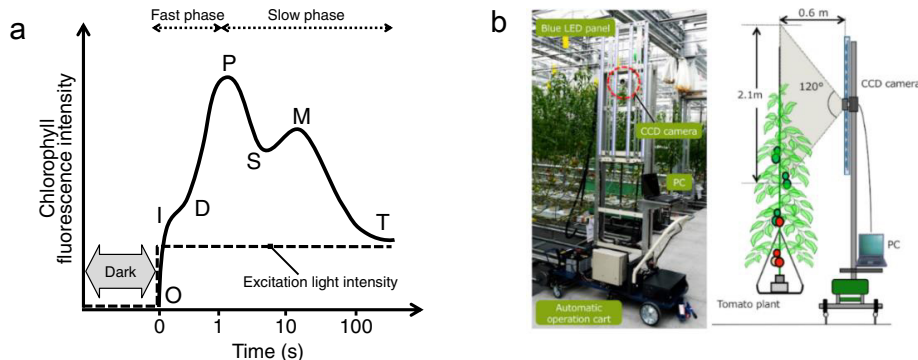 a
Fast phase
Slow phase
Chlorophyll
fluorescence intensity
P
M
S
I
D
T
O
Dark
Excitation light intensity
0
1
10
100
Time (s)
b
Blue LED panel
CCD camera
PC
Automatic
operation cart
0.6 m
2.1m
120°
CCD camera
PC
Tomato plant